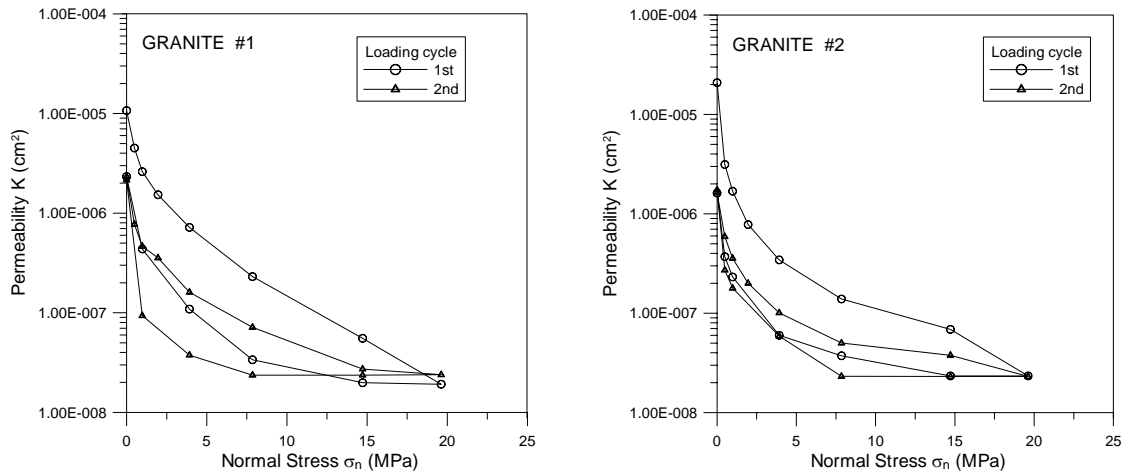 1.00E-004
GRANITE #1
Loading cycle
1st
2nd
1.00E-005
1.00E-006
1.00E-007
1.00E-008
Permeability K (cm²)
0 5 10 15 20 25
Normal Stress σn (MPa)
1.00E-004
GRANITE #2
Loading cycle
1st
2nd
1.00E-005
1.00E-006
1.00E-007
1.00E-008
Permeability K (cm²)
0 5 10 15 20 25
Normal Stress σn (MPa)